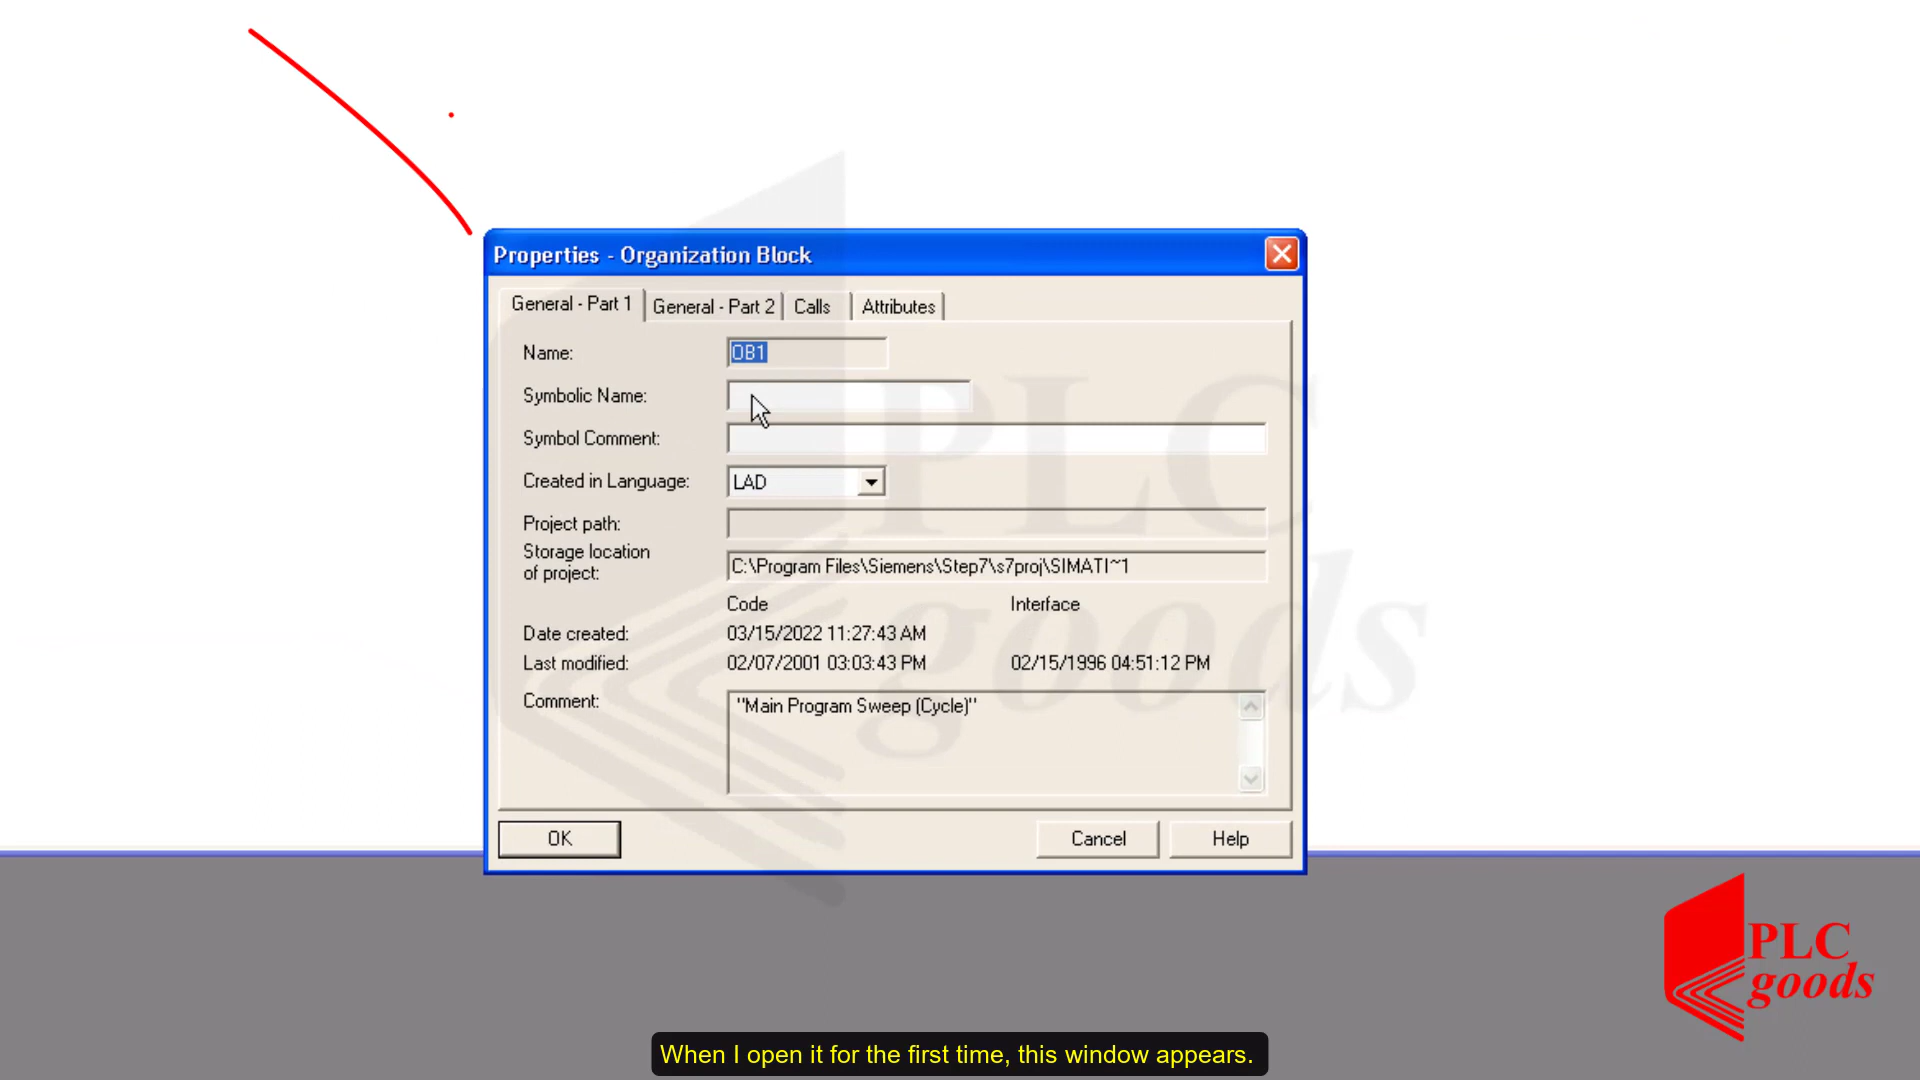 Properties - Organization Block
General - Part 1 General - Part 2 Calls Attributes
Name: OB1
Symbolic Name:
Symbol Comment:
Created in Language: LAD
Project path:
Storage location
of project: C:\Program Files\Siemens\Step7\s7proj\SIMATI~1
Code Interface
Date created: 03/15/2022 11:27:43 AM
Last modified: 02/07/2001 03:03:43 PM 02/15/1996 04:51:12 PM
Comment: "Main Program Sweep (Cycle)"
OK Cancel Help
PLC
goods
PLC
goods
When I open it for the first time, this window appears.